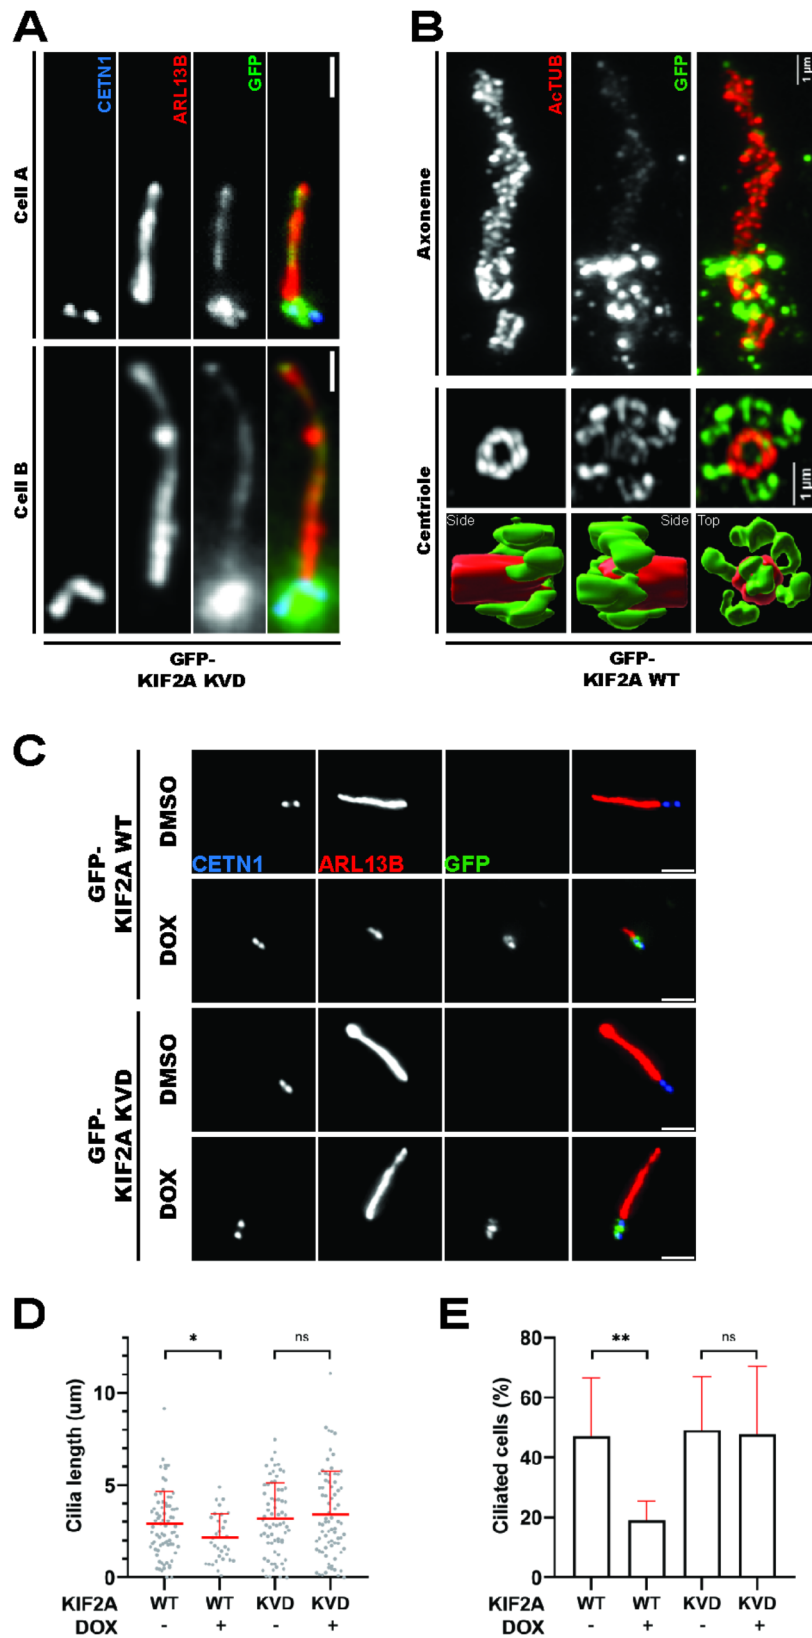 A
Cell A
CETN1
ARL13B
GFP
Cell B
GFP-
KIF2A KVD
B
Axoneme
AcTUB
GFP
1 µm
Centriole
1 µm
Side
Side
Top
GFP-
KIF2A WT
C
GFP-
KIF2A WT
DMSO
CETN1
ARL13B
GFP
DOX
GFP-
KIF2A KVD
DMSO
DOX
D
Cilia length (um)
10
5
0
*
ns
KIF2A WT WT KVD KVD
DOX - + - +
E
Ciliated cells (%)
80
60
40
20
0
**
ns
KIF2A WT WT KVD KVD
DOX - + - +